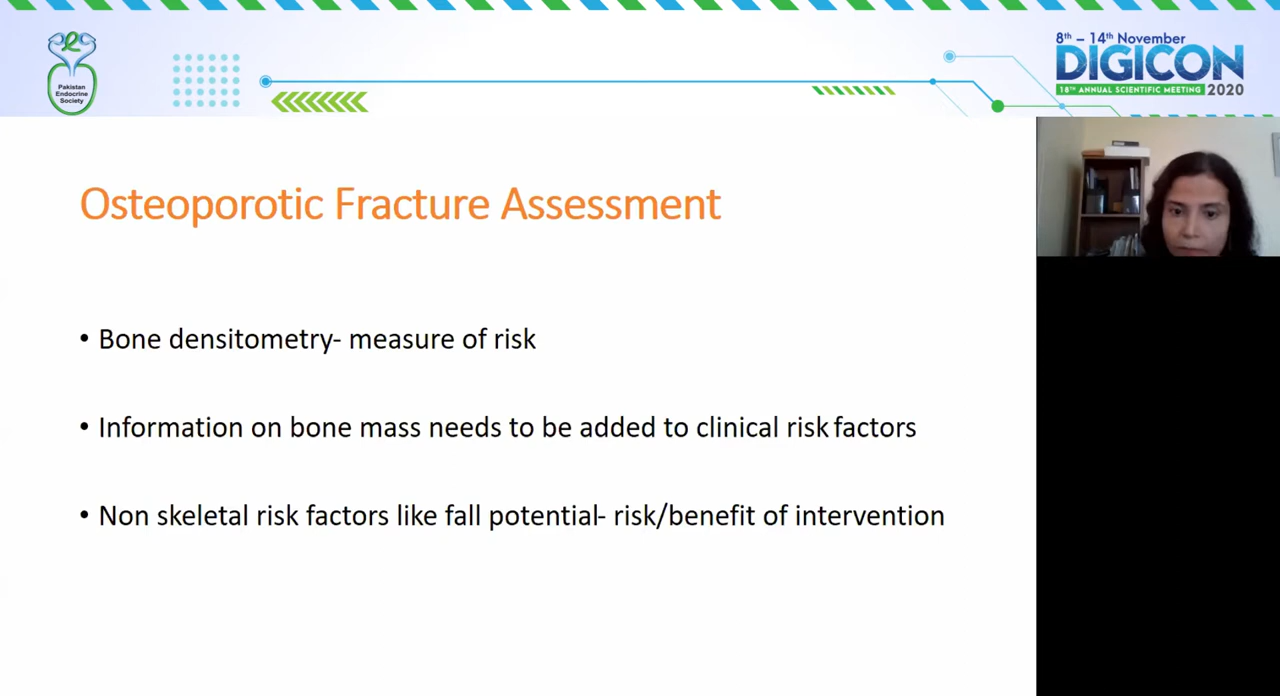 Pakistan
Endocrine
Society
8th – 14th November
DIGICON
18TH ANNUAL SCIENTIFIC MEETING 2020
Osteoporotic Fracture Assessment
• Bone densitometry- measure of risk
• Information on bone mass needs to be added to clinical risk factors
• Non skeletal risk factors like fall potential- risk/benefit of intervention